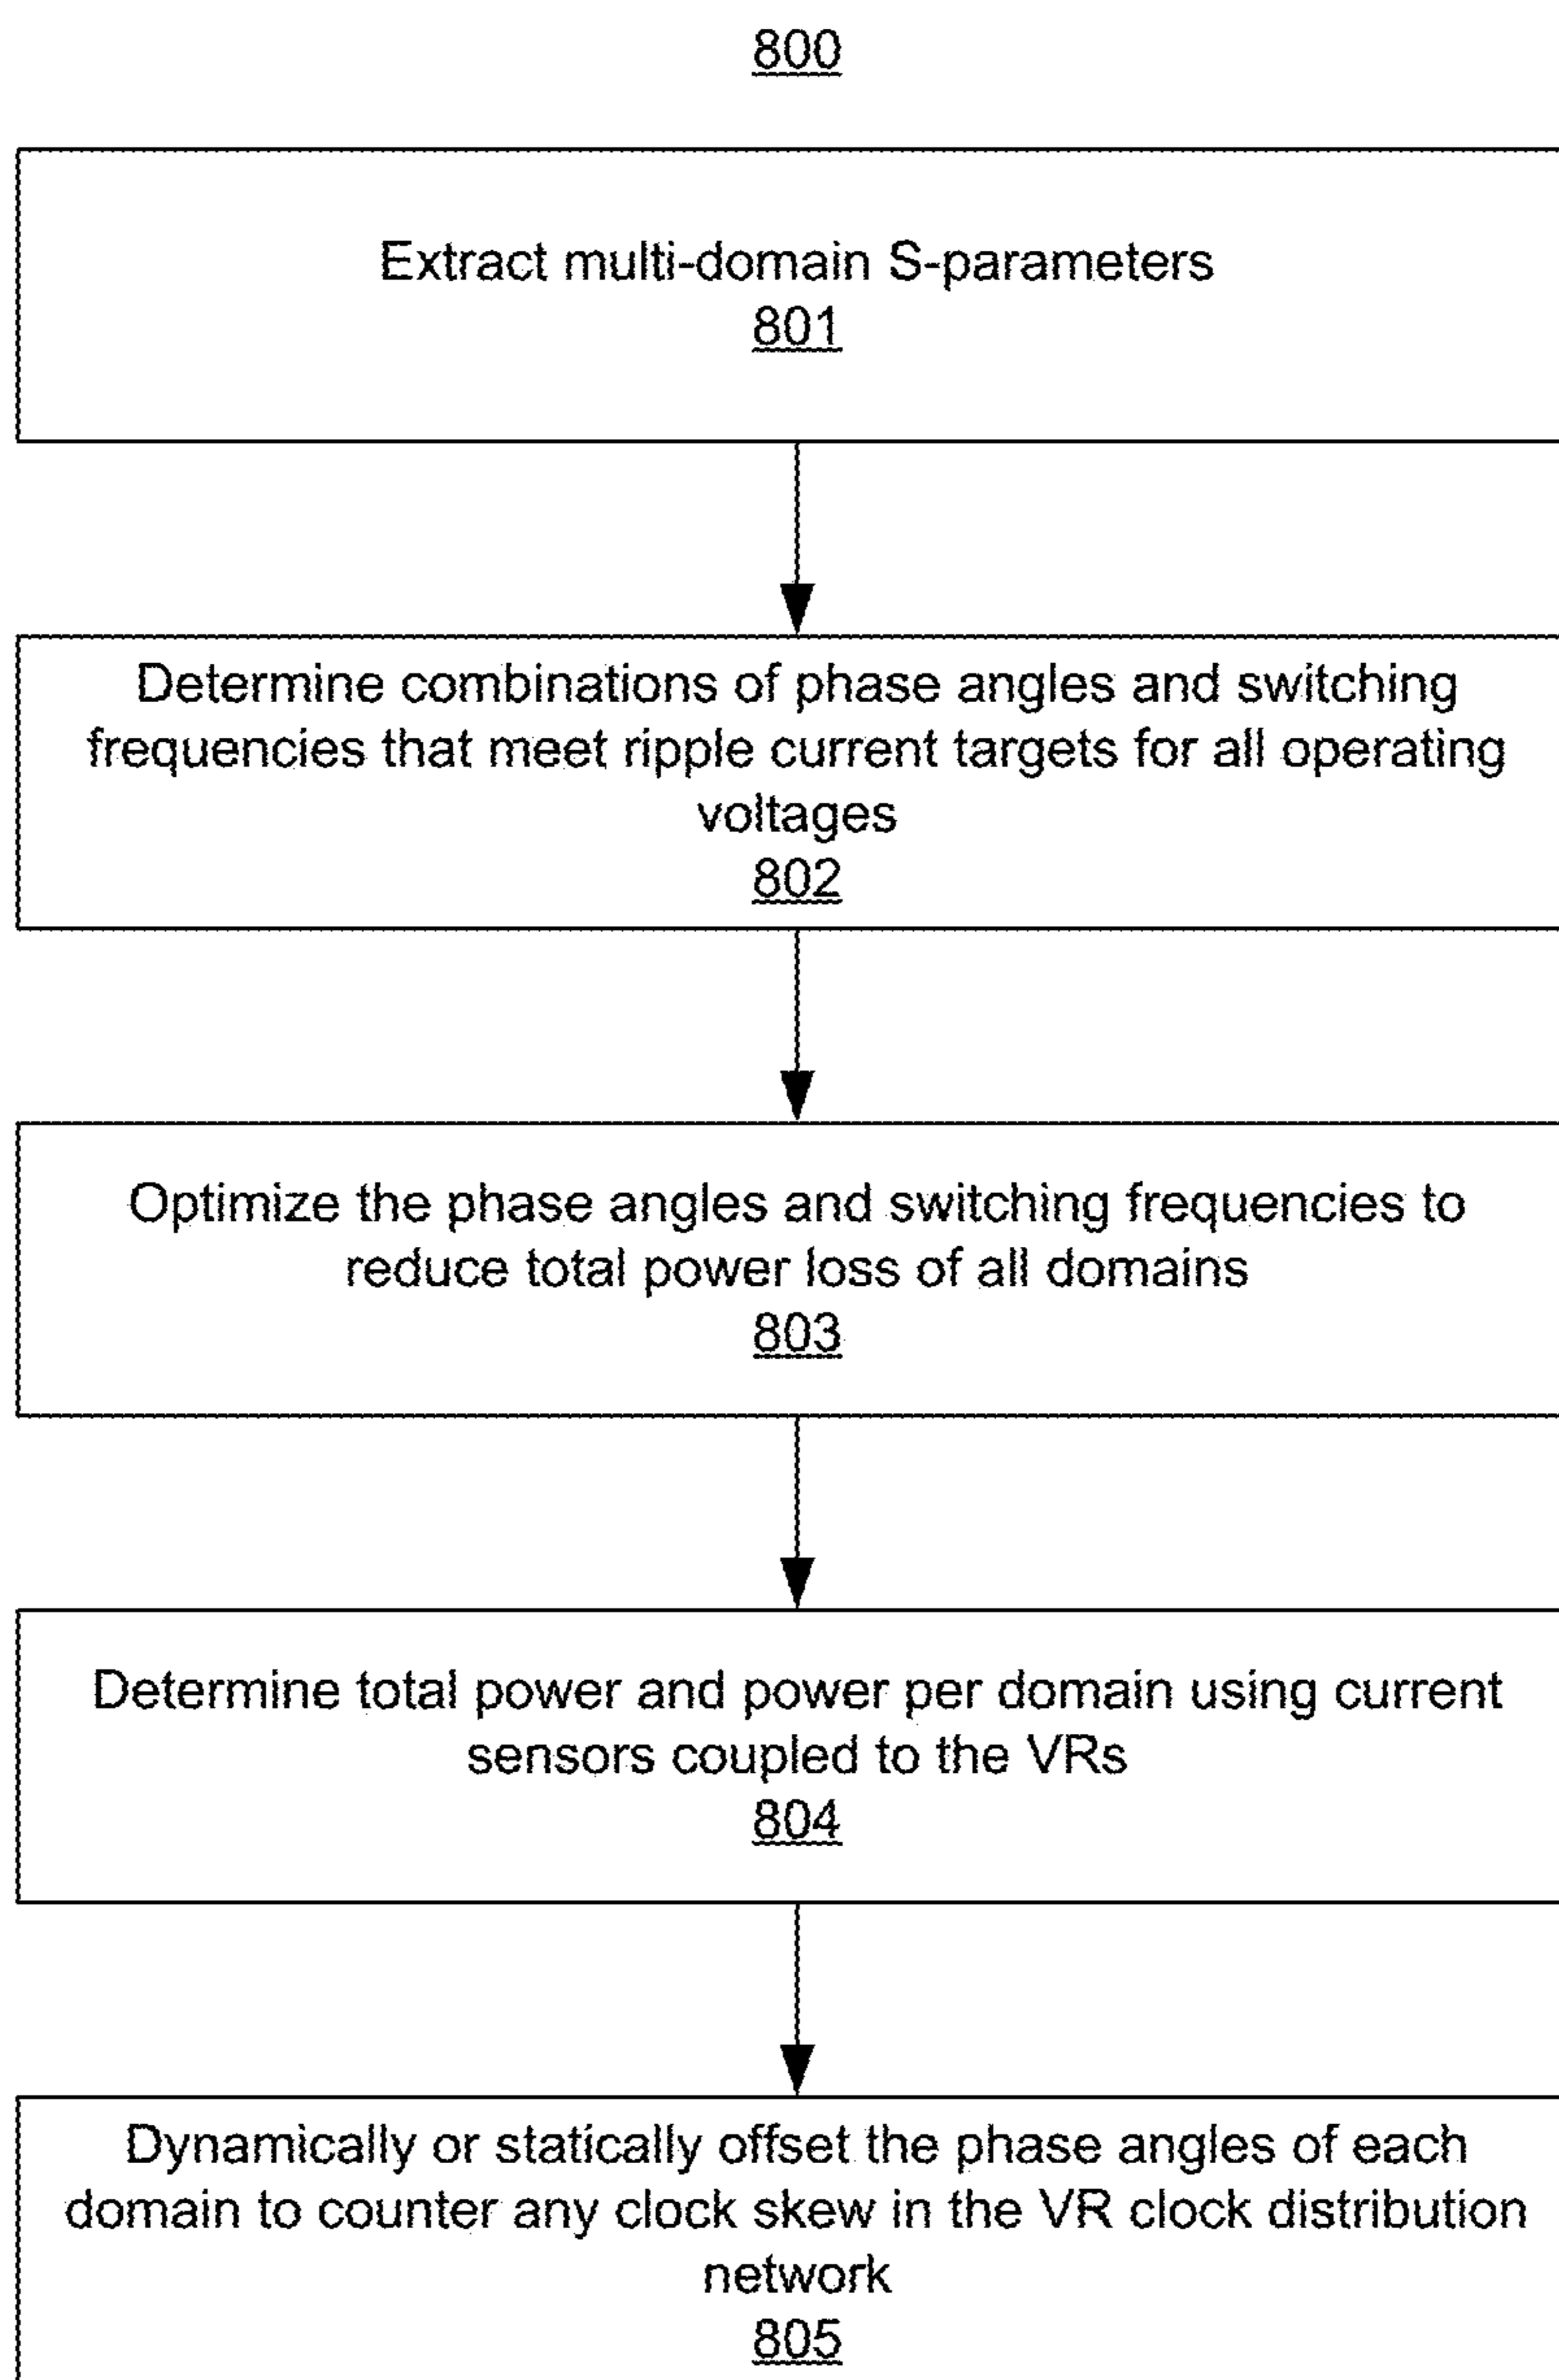 800
Extract multi-domain S-parameters
801
Determine combinations of phase angles and switching
frequencies that meet ripple current targets for all operating
voltages
802
Optimize the phase angles and switching frequencies to
reduce total power loss of all domains
803
Determine total power and power per domain using current
sensors coupled to the VRs
804
Dynamically or statically offset the phase angles of each
domain to counter any clock skew in the VR clock distribution
network
805